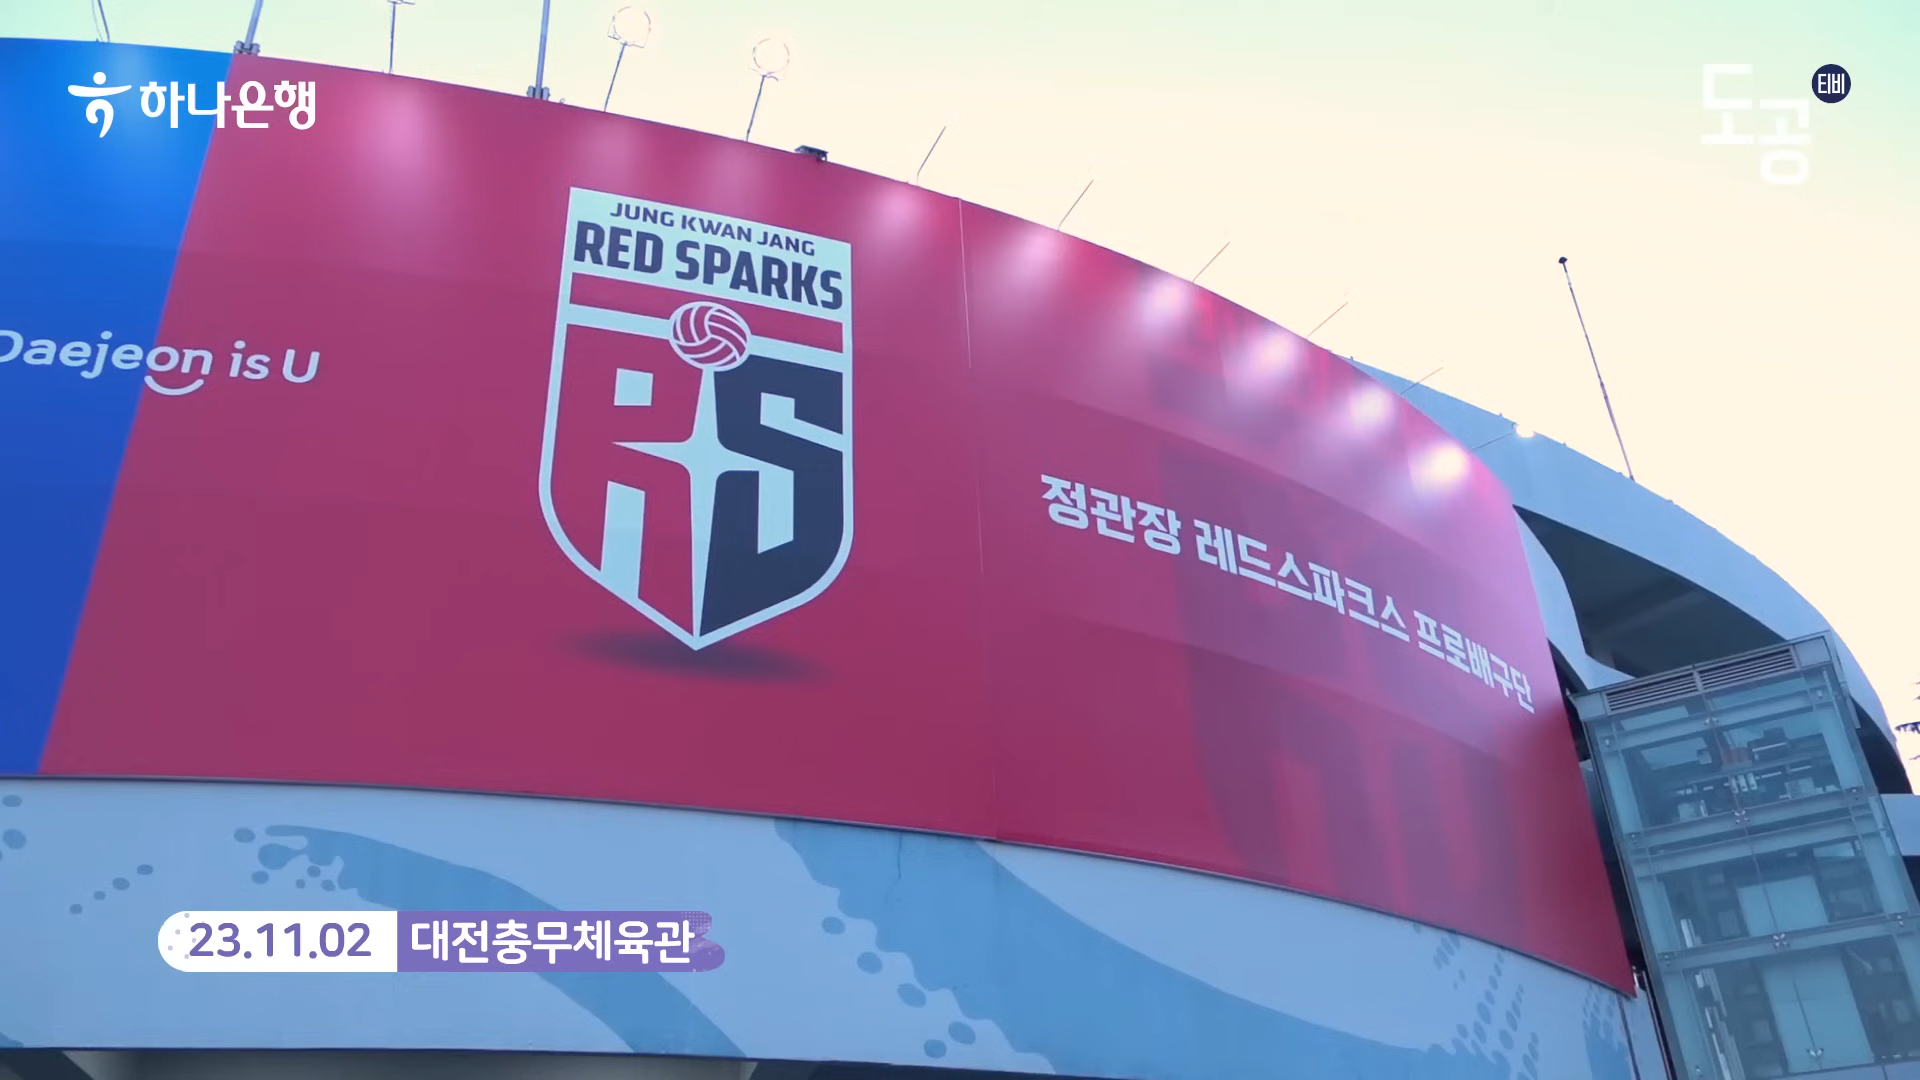 하나은행
도공
티비
JUNG KWAN JANG
RED SPARKS
RS
Daejeon is U
정관장 레드스파크스 프로배구단
23.11.02 대전충무체육관